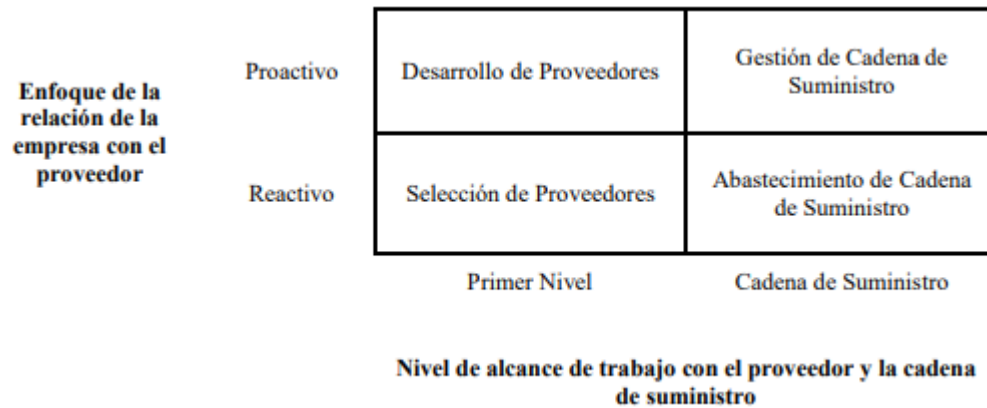 Enfoque de la
relación de la
empresa con el
proveedor
Proactivo
Desarrollo de Proveedores
Gestión de Cadena de
Suministro
Reactivo
Selección de Proveedores
Abastecimiento de Cadena
de Suministro
Primer Nivel
Cadena de Suministro
Nivel de alcance de trabajo con el proveedor y la cadena
de suministro